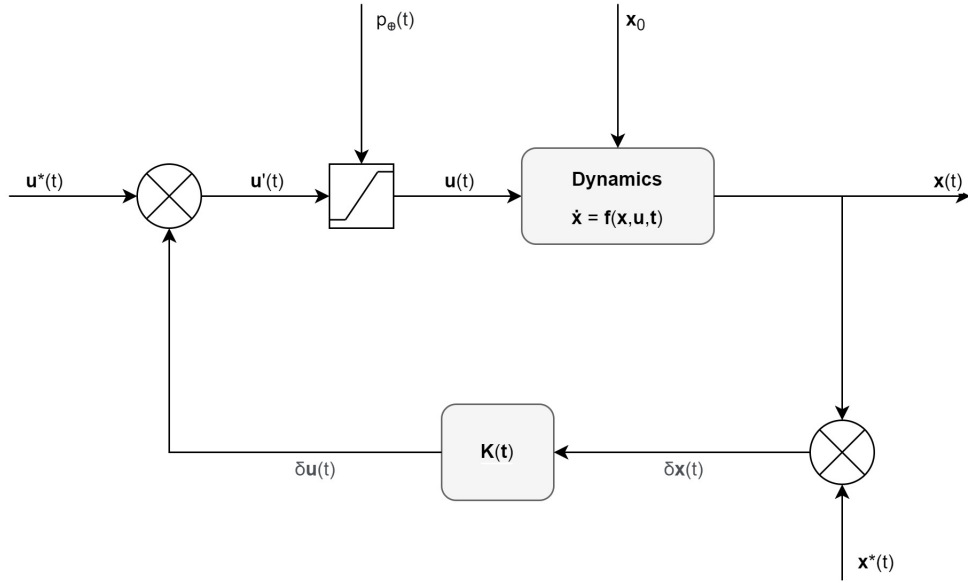 p⊕(t)
x₀
u*(t)
u'(t)
u(t)
Dynamics
ẋ = f(x,u,t)
x(t)
K(t)
δu(t)
δx(t)
x*(t)